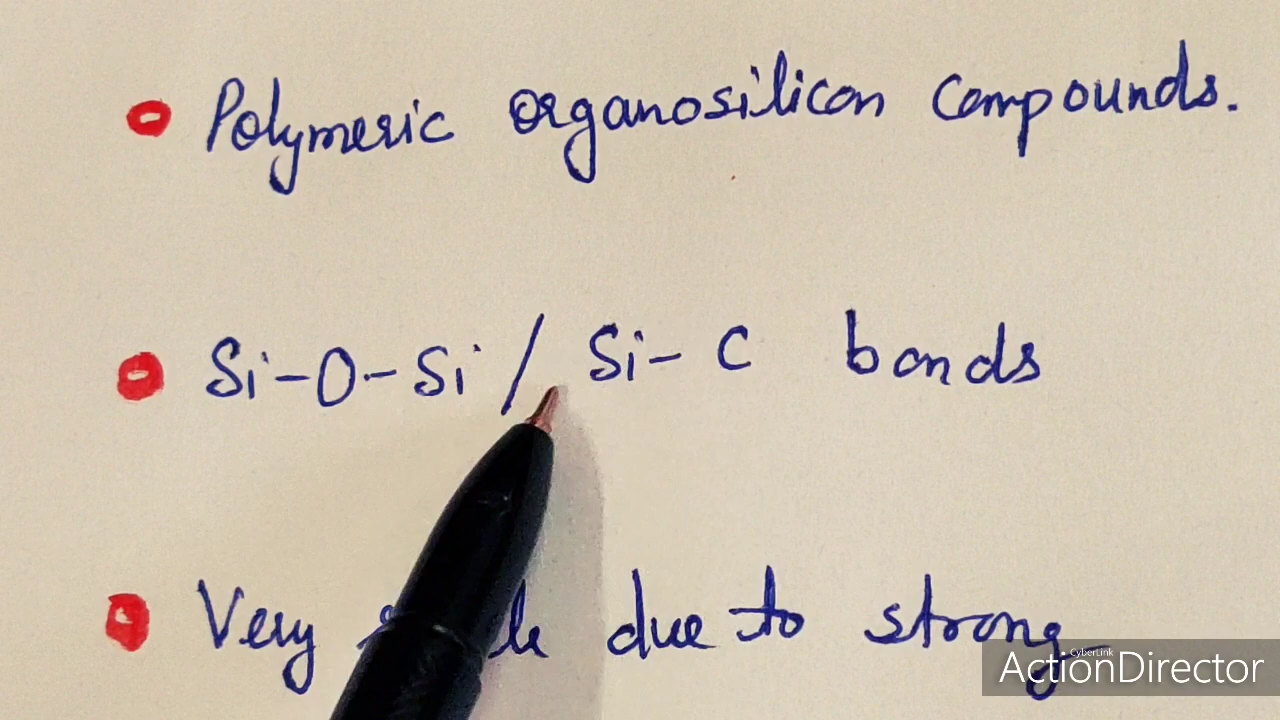 Polymeric organosilicon compounds.
Si-O-Si / Si-C bonds
Very due to strong
CyberLink
ActionDirector